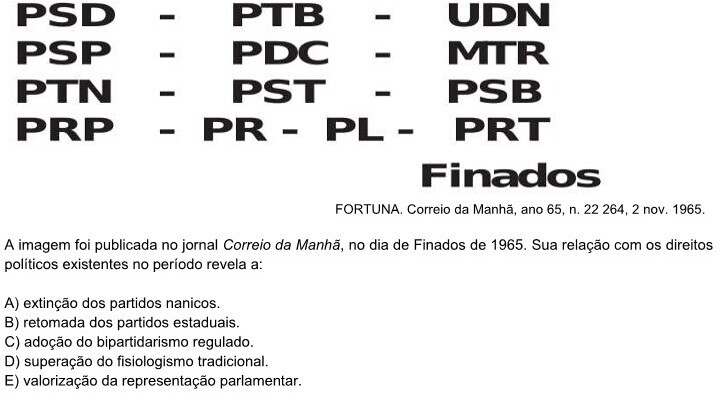 PSD - PTB - UDN
PSP - PDC - MTR
PTN - PST - PSB
PRP - PR - PL - PRT
Finados
FORTUNA. Correio da Manhã, ano 65, n. 22 264, 2 nov. 1965.
A imagem foi publicada no jornal Correio da Manhã, no dia de Finados de 1965. Sua relação com os direitos
políticos existentes no período revela a:
A) extinção dos partidos nanicos.
B) retomada dos partidos estaduais.
C) adoção do bipartidarismo regulado.
D) superação do fisiologismo tradicional.
E) valorização da representação parlamentar.